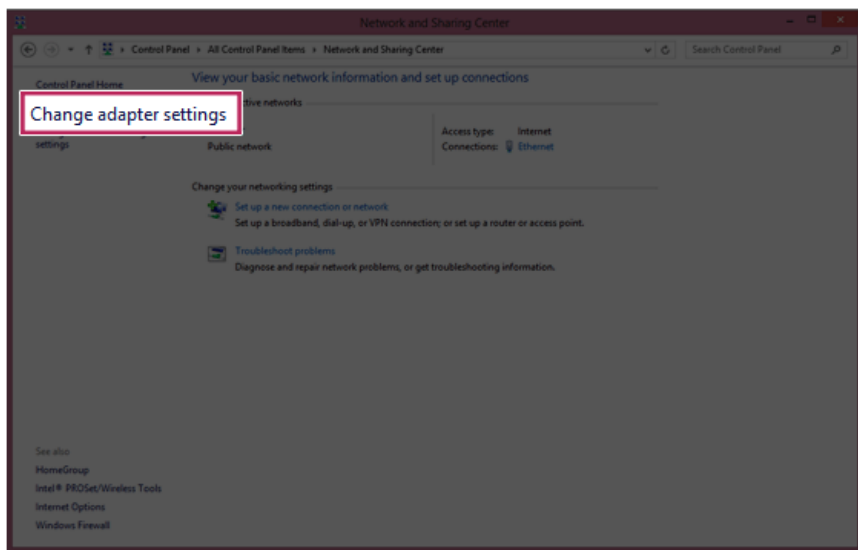 Network and Sharing Center
Control Panel › All Control Panel Items › Network and Sharing Center
Search Control Panel
Control Panel Home
View your basic network information and set up connections
Change adapter settings
tive networks
settings
Public network
Access type: Internet
Connections: Ethernet
Change your networking settings
Set up a new connection or network
Set up a broadband, dial-up, or VPN connection; or set up a router or access point.
Troubleshoot problems
Diagnose and repair network problems, or get troubleshooting information.
See also
HomeGroup
Intel® PROSet/Wireless Tools
Internet Options
Windows Firewall